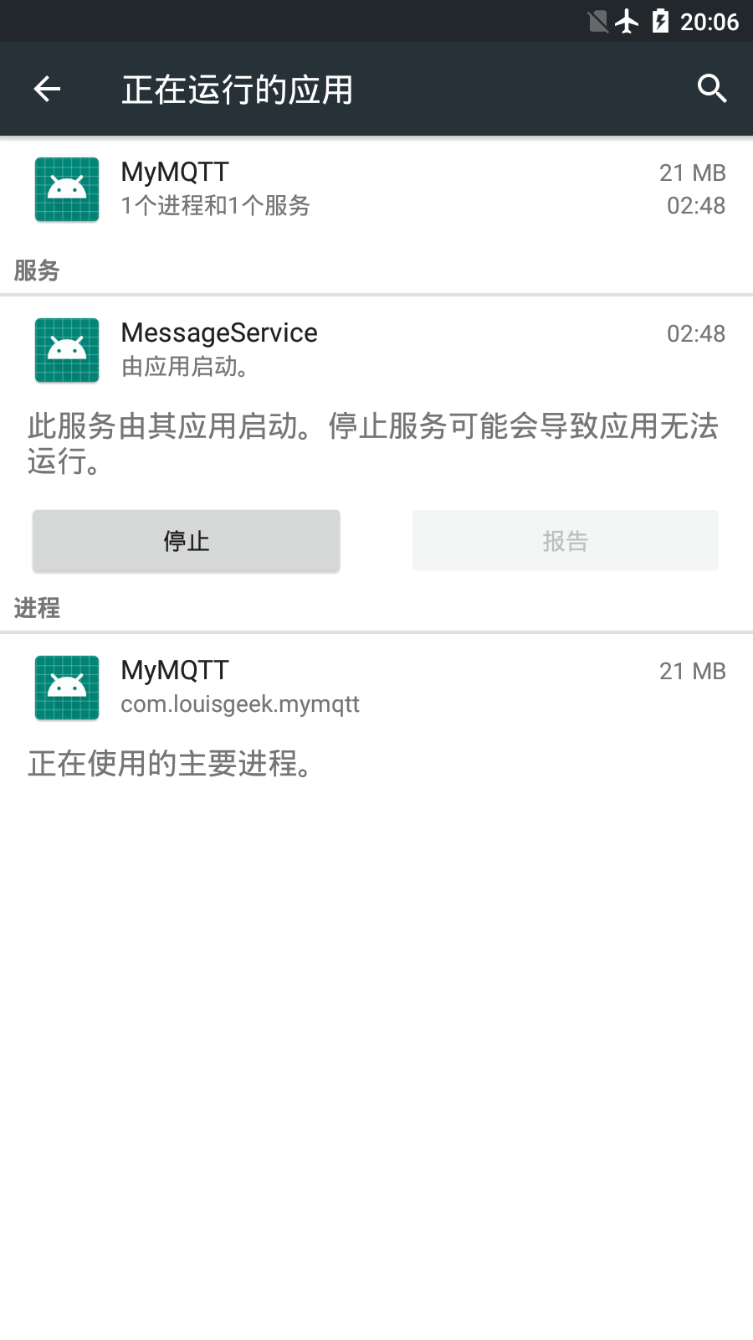 20:06
正在运行的应用
MyMQTT 21 MB
1个进程和1个服务 02:48
服务
MessageService 02:48
由应用启动。
此服务由其应用启动。停止服务可能会导致应用无法
运行。
停止 报告
进程
MyMQTT 21 MB
com.louisgeek.mymqtt
正在使用的主要进程。